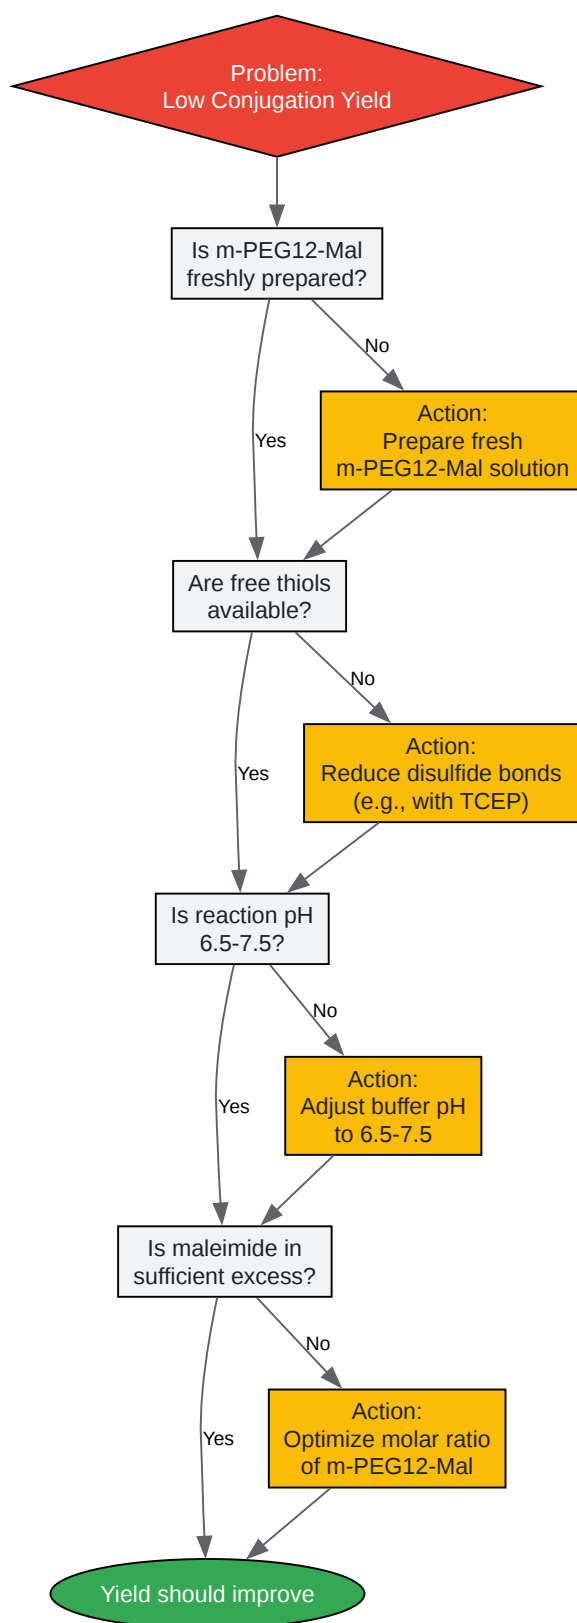 Problem:
Low Conjugation Yield
Is m-PEG12-Mal
freshly prepared?
No
Action:
Prepare fresh
m-PEG12-Mal solution
Yes
Are free thiols
available?
No
Action:
Reduce disulfide bonds
(e.g., with TCEP)
Yes
Is reaction pH
6.5-7.5?
No
Action:
Adjust buffer pH
to 6.5-7.5
Yes
Is maleimide in
sufficient excess?
No
Action:
Optimize molar ratio
of m-PEG12-Mal
Yes
Yield should improve